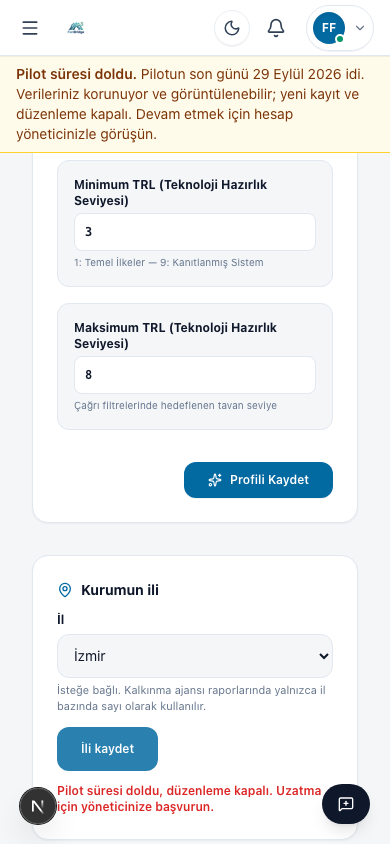 FF
Pilot süresi doldu. Pilotun son günü 29 Eylül 2026 idi.
Verileriniz korunuyor ve görüntülenebilir; yeni kayıt ve
düzenleme kapalı. Devam etmek için hesap
yöneticinizle görüşün.
Minimum TRL (Teknoloji Hazırlık
Seviyesi)
3
1: Temel İlkeler — 9: Kanıtlanmış Sistem
Maksimum TRL (Teknoloji Hazırlık
Seviyesi)
8
Çağrı filtrelerinde hedeflenen tavan seviye
Profili Kaydet
Kurumun ili
İl
İzmir
İsteğe bağlı. Kalkınma ajansı raporlarında yalnızca il
bazında sayı olarak kullanılır.
İli kaydet
Pilot süresi doldu, düzenleme kapalı. Uzatma
için yöneticinize başvurun.
N